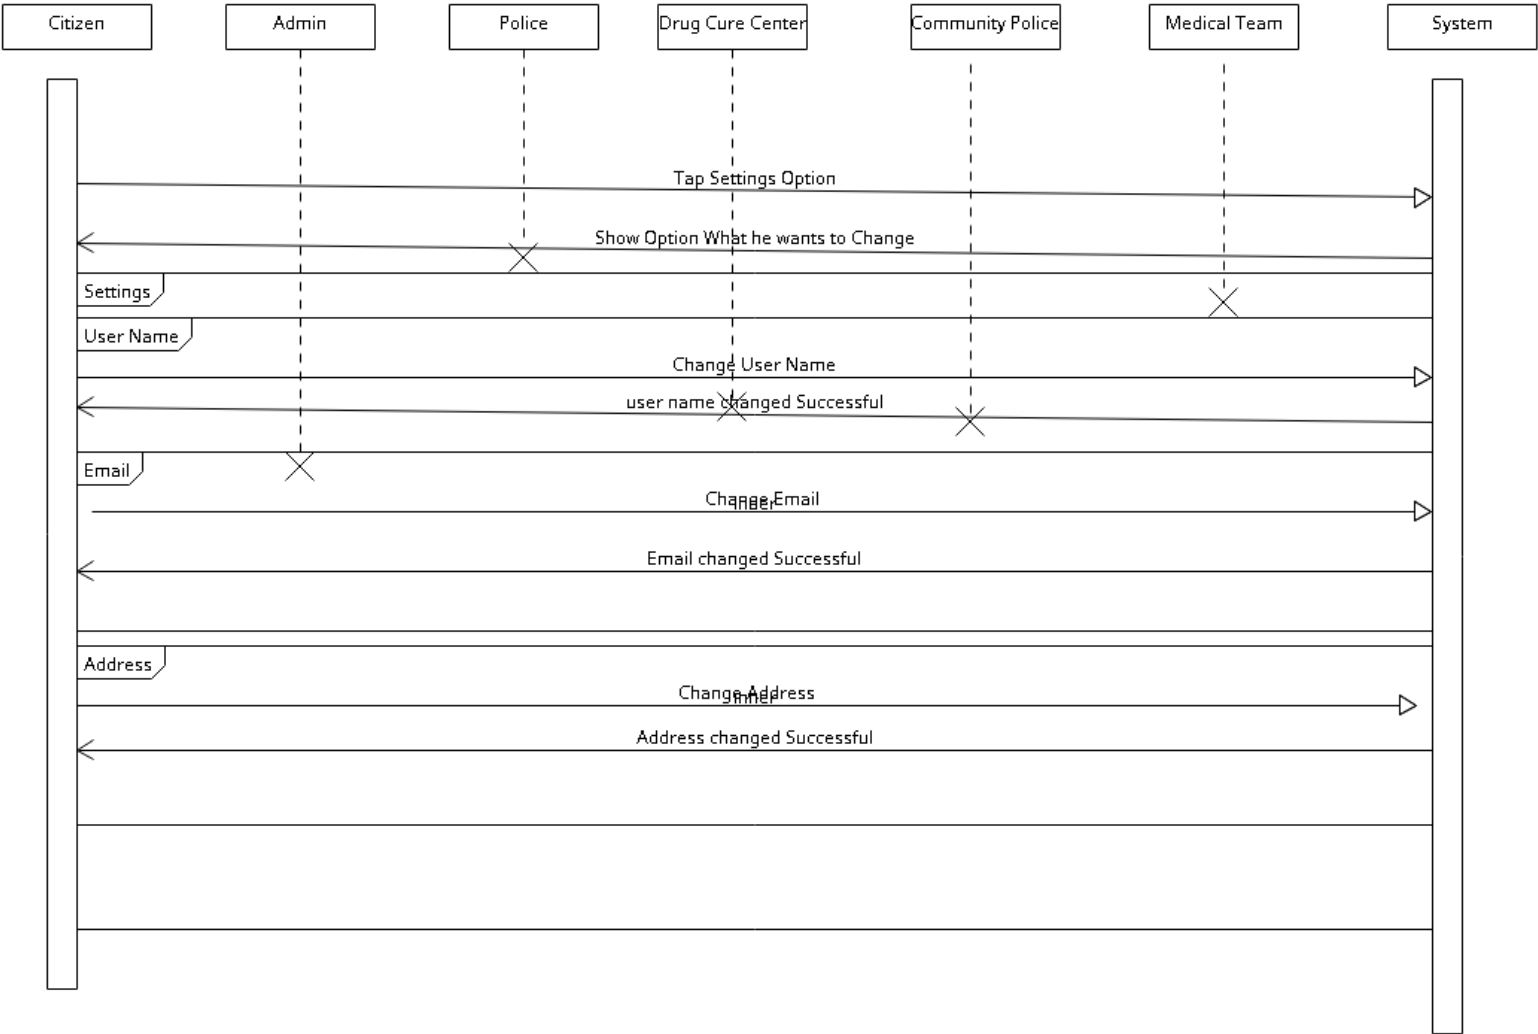 Citizen
Admin
Police
Drug Cure Center
Community Police
Medical Team
System
Tap Settings Option
Show Option What he wants to Change
Settings
User Name
Change User Name
user name changed Successful
Email
Change Email
inner
Email changed Successful
Address
Change Address
inner
Address changed Successful